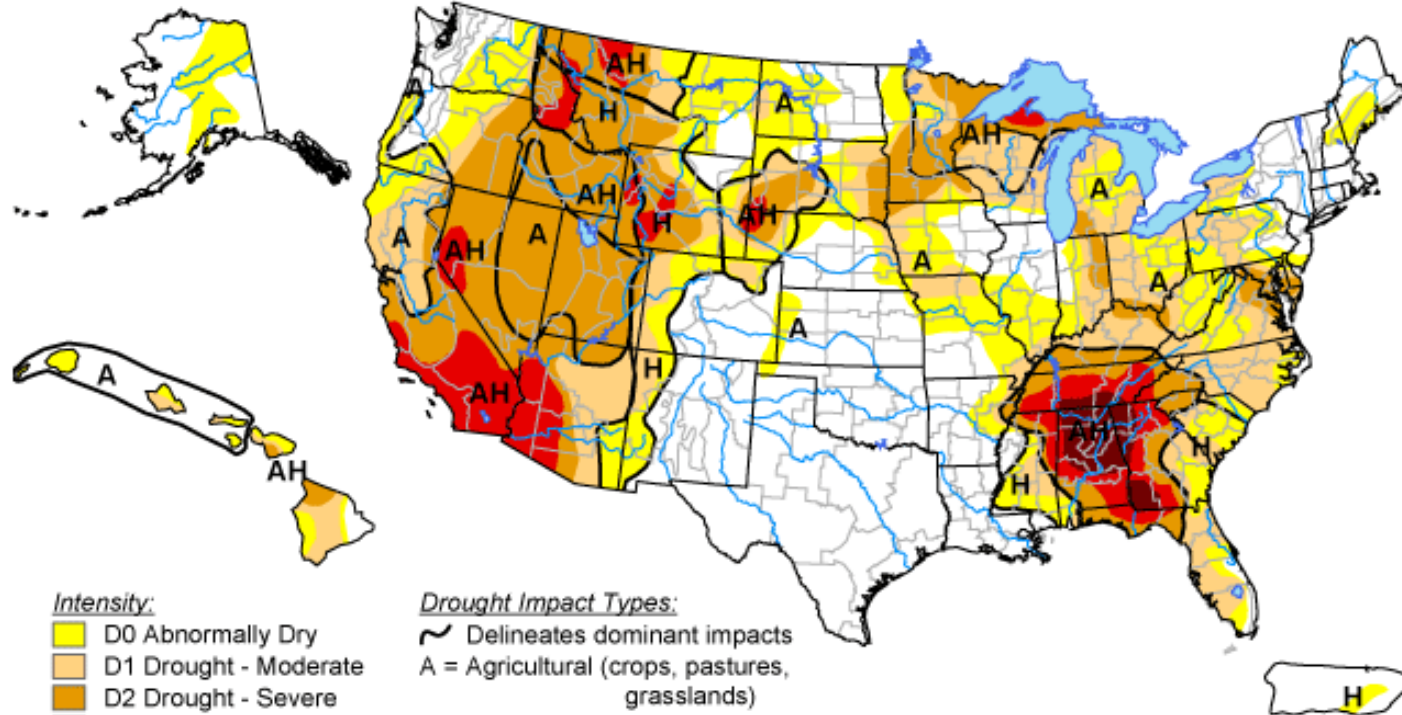 A
AH
H
A
AH
AH
A
AH
A
A
AH
H
AH
A
A
A
H
AH
AH
H
H
A
AH
H
Intensity:
D0 Abnormally Dry
D1 Drought - Moderate
D2 Drought - Severe
Drought Impact Types:
Delineates dominant impacts
A = Agricultural (crops, pastures,
grasslands)